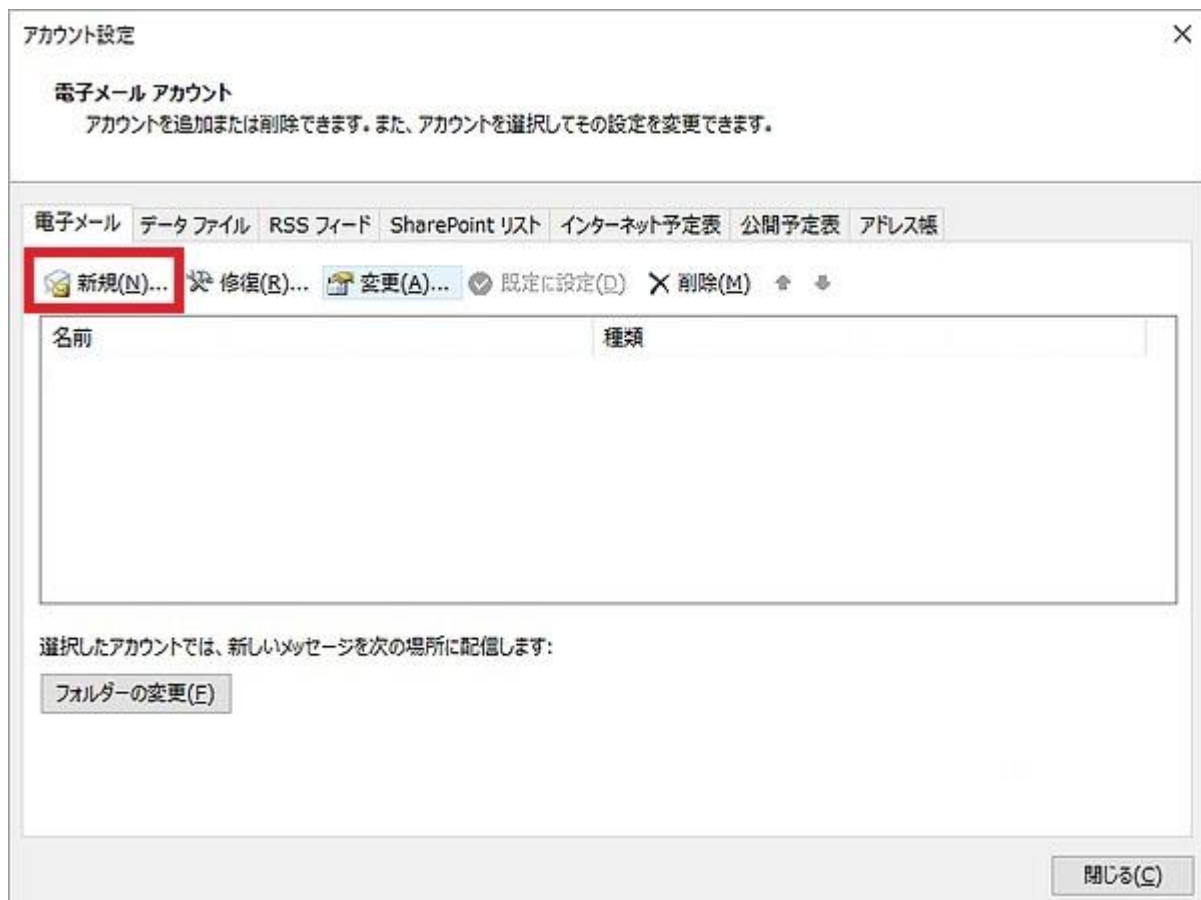 アカウント設定
電子メール アカウント
アカウントを追加または削除できます。また、アカウントを選択してその設定を変更できます。
電子メール データ ファイル RSS フィード SharePoint リスト インターネット予定表 公開予定表 アドレス帳
新規(N)... 修復(R)... 変更(A)... 既定に設定(D) 削除(M)
名前 種類
選択したアカウントでは、新しいメッセージを次の場所に配信します:
フォルダーの変更(F)
閉じる(C)